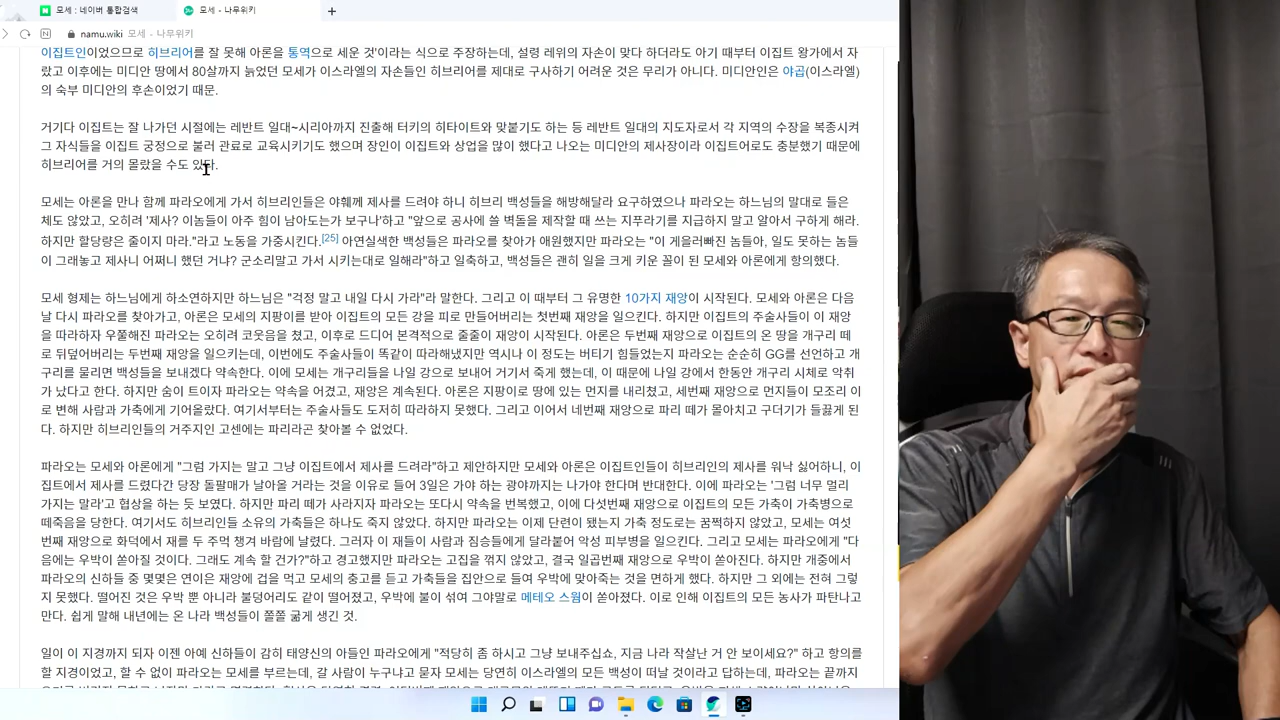 모세 : 네이버 통합검색
모세 - 나무위키
namu.wiki 모세 - 나무위키
이집트인이었으므로 히브리어를 잘 못해 아론을 통역으로 세운 것'이라는 식으로 주장하는데, 설령 레위의 자손이 맞다 하더라도 아기 때부터 이집트 왕가에서 자
랐고 이후에는 미디안 땅에서 80살까지 늙었던 모세가 이스라엘의 자손들인 히브리어를 제대로 구사하기 어려운 것은 무리가 아니다. 미디안인은 야곱(이스라엘)
의 숙부 미디안의 후손이었기 때문.
거기다 이집트는 잘 나가던 시절에는 레반트 일대~시리아까지 진출해 터키의 히타이트와 맞붙기도 하는 등 레반트 일대의 지도자로서 각 지역의 수장을 복종시켜
그 자식들을 이집트 궁정으로 불러 관료로 교육시키기도 했으며 장인이 이집트와 상업을 많이 했다고 나오는 미디안의 제사장이라 이집트어로도 충분했기 때문에
히브리어를 거의 몰랐을 수도 있다.
모세는 아론을 만나 함께 파라오에게 가서 히브리인들은 야훼께 제사를 드려야 하니 히브리 백성들을 해방해달라 요구하였으나 파라오는 하느님의 말대로 들은
체도 않았고, 오히려 '제사? 이놈들이 아주 힘이 남아도는가 보구나'하고 "앞으로 공사에 쓸 벽돌을 제작할 때 쓰는 지푸라기를 지급하지 말고 알아서 구하게 해라.
하지만 할당량은 줄이지 마라."라고 노동을 가중시킨다.[25] 아연실색한 백성들은 파라오를 찾아가 애원했지만 파라오는 "이 게을러빠진 놈들아, 일도 못하는 놈들
이 그래놓고 제사니 어쩌니 했던 거냐? 군소리말고 가서 시키는대로 일해라"하고 일축하고, 백성들은 괜히 일을 크게 키운 꼴이 된 모세와 아론에게 항의했다.
모세 형제는 하느님에게 하소연하지만 하느님은 "걱정 말고 내일 다시 가라"라 말한다. 그리고 이 때부터 그 유명한 10가지 재앙이 시작된다. 모세와 아론은 다음
날 다시 파라오를 찾아가고, 아론은 모세의 지팡이를 받아 이집트의 모든 강을 피로 만들어버리는 첫번째 재앙을 일으킨다. 하지만 이집트의 주술사들이 이 재앙
을 따라하자 우쭐해진 파라오는 오히려 코웃음을 쳤고, 이후로 드디어 본격적으로 줄줄이 재앙이 시작된다. 아론은 두번째 재앙으로 이집트의 온 땅을 개구리 떼
로 뒤덮어버리는 두번째 재앙을 일으키는데, 이번에도 주술사들이 똑같이 따라해냈지만 역시나 이 정도는 버티기 힘들었는지 파라오는 순순히 GG를 선언하고 개
구리를 물리면 백성들을 보내겠다 약속한다. 이에 모세는 개구리들을 나일 강으로 보내어 거기서 죽게 했는데, 이 때문에 나일 강에서 한동안 개구리 시체로 악취
가 났다고 한다. 하지만 숨이 트이자 파라오는 약속을 어겼고, 재앙은 계속된다. 아론은 지팡이로 땅에 있는 먼지를 내리쳤고, 세번째 재앙으로 먼지들이 모조리 이
로 변해 사람과 가축에게 기어올랐다. 여기서부터는 주술사들도 도저히 따라하지 못했다. 그리고 이어서 네번째 재앙으로 파리 떼가 몰아치고 구더기가 들끓게 된
다. 하지만 히브리인들의 거주지인 고센에는 파리라곤 찾아볼 수 없었다.
파라오는 모세와 아론에게 "그럼 가지는 말고 그냥 이집트에서 제사를 드려라"하고 제안하지만 모세와 아론은 이집트인들이 히브리인의 제사를 워낙 싫어하니, 이
집트에서 제사를 드렸다간 당장 돌팔매가 날아올 거라는 것을 이유로 들어 3일은 가야 하는 광야까지는 나가야 한다며 반대한다. 이에 파라오는 '그럼 너무 멀리
가지는 말라'고 협상을 하는 듯 보였다. 하지만 파리 떼가 사라지자 파라오는 또다시 약속을 번복했고, 이에 다섯번째 재앙으로 이집트의 모든 가축이 가축병으로
떼죽음을 당한다. 여기서도 히브리인들 소유의 가축들은 하나도 죽지 않았다. 하지만 파라오는 이제 단련이 됐는지 가축 정도로는 꿈쩍하지 않았고, 모세는 여섯
번째 재앙으로 화덕에서 재를 두 주먹 챙겨 바람에 날렸다. 그러자 이 재들이 사람과 짐승들에게 달라붙어 악성 피부병을 일으킨다. 그리고 모세는 파라오에게 "다
음에는 우박이 쏟아질 것이다. 그래도 계속 할 건가?"하고 경고했지만 파라오는 고집을 꺾지 않았고, 결국 일곱번째 재앙으로 우박이 쏟아진다. 하지만 개중에서
파라오의 신하들 중 몇몇은 연이은 재앙에 겁을 먹고 모세의 충고를 듣고 가축들을 집안으로 들여 우박에 맞아죽는 것을 면하게 했다. 하지만 그 외에는 전혀 그렇
지 못했다. 떨어진 것은 우박 뿐 아니라 불덩어리도 같이 떨어졌고, 우박에 불이 섞여 그야말로 메테오 스웜이 쏟아졌다. 이로 인해 이집트의 모든 농사가 파탄나고
만다. 쉽게 말해 내년에는 온 나라 백성들이 쫄쫄 굶게 생긴 것.
일이 이 지경까지 되자 이젠 아예 신하들이 감히 태양신의 아들인 파라오에게 "적당히 좀 하시고 그냥 보내주십쇼, 지금 나라 작살난 거 안 보이세요?" 하고 항의를
할 지경이었고, 할 수 없이 파라오는 모세를 부르는데, 갈 사람이 누구냐고 묻자 모세는 당연히 이스라엘의 모든 백성이 떠날 것이라고 답하는데, 파라오는 끝까지